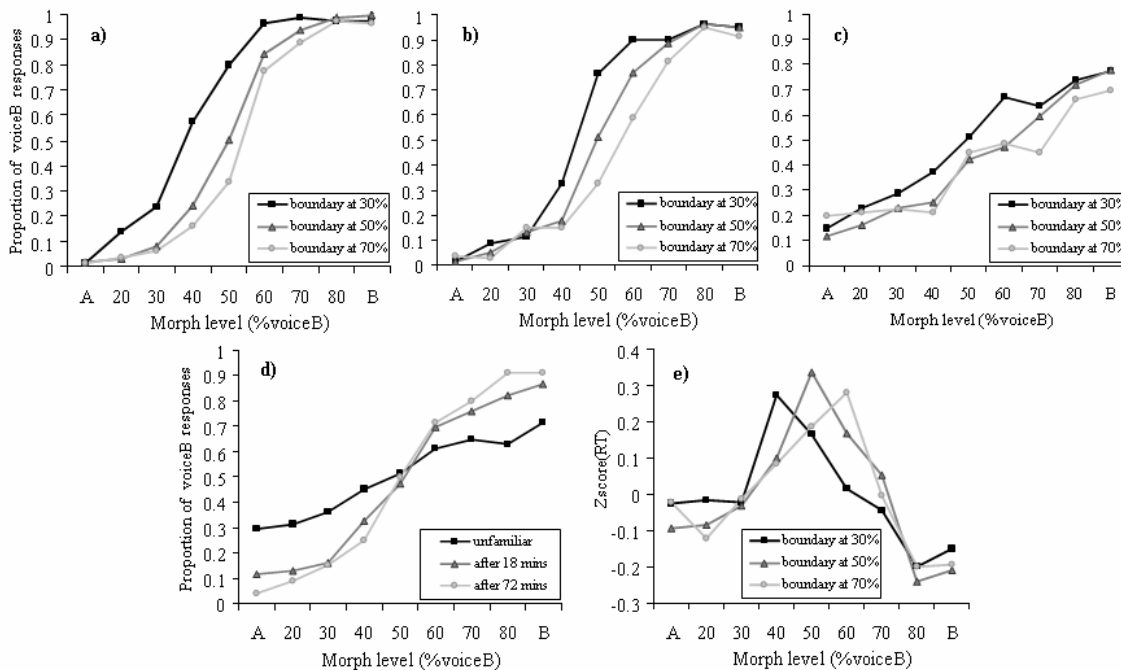 a)
Proportion of voiceB responses
1
0.9
0.8
0.7
0.6
0.5
0.4
0.3
0.2
0.1
0
boundary at 30%
boundary at 50%
boundary at 70%
A 20 30 40 50 60 70 80 B
Morph level (%voiceB)
b)
1
0.9
0.8
0.7
0.6
0.5
0.4
0.3
0.2
0.1
0
boundary at 30%
boundary at 50%
boundary at 70%
A 20 30 40 50 60 70 80 B
Morph level (%voiceB)
c)
1
0.9
0.8
0.7
0.6
0.5
0.4
0.3
0.2
0.1
0
boundary at 30%
boundary at 50%
boundary at 70%
A 20 30 40 50 60 70 80 B
Morph level (%voiceB)
d)
Proportion of voiceB responses
1
0.9
0.8
0.7
0.6
0.5
0.4
0.3
0.2
0.1
0
unfamiliar
after 18 mins
after 72 mins
A 20 30 40 50 60 70 80 B
Morph level (%voiceB)
e)
Zscore(RT)
0.4
0.3
0.2
0.1
0
-0.1
-0.2
-0.3
boundary at 30%
boundary at 50%
boundary at 70%
A 20 30 40 50 60 70 80 B
Morph level (%voiceB)